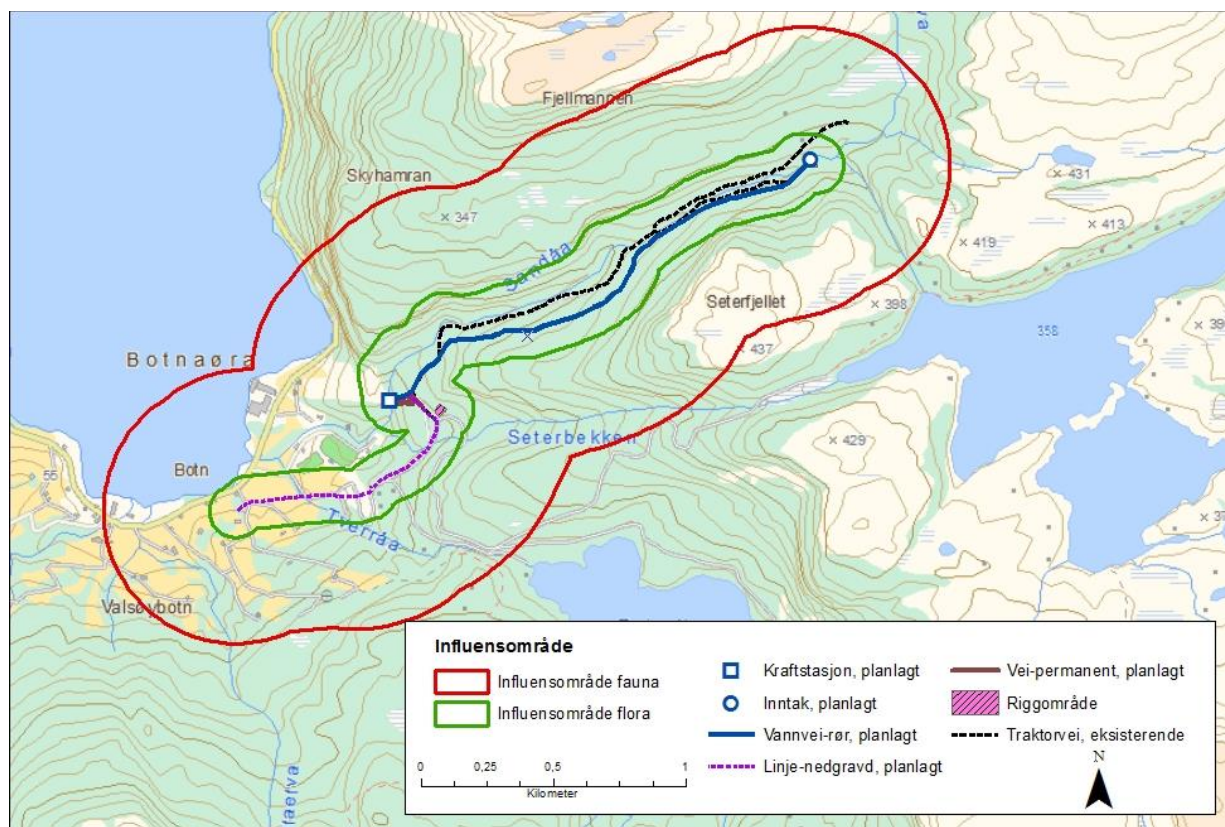 Fjellmannen
Skyhamran
347
431
413
419
Sandåa
Seterfjellet
398
358
437
Botnaøra
Seterbekken
429
Botn
55
Tverråa
Valsøybotn
Influensområde
Influensområde fauna
Influensområde flora
0 0,25 0,5 1
Kilometer
Kraftstasjon, planlagt
Inntak, planlagt
Vannvei-rør, planlagt
Linje-nedgravd, planlagt
Vei-permanent, planlagt
Riggområde
Traktorvei, eksisterende
N